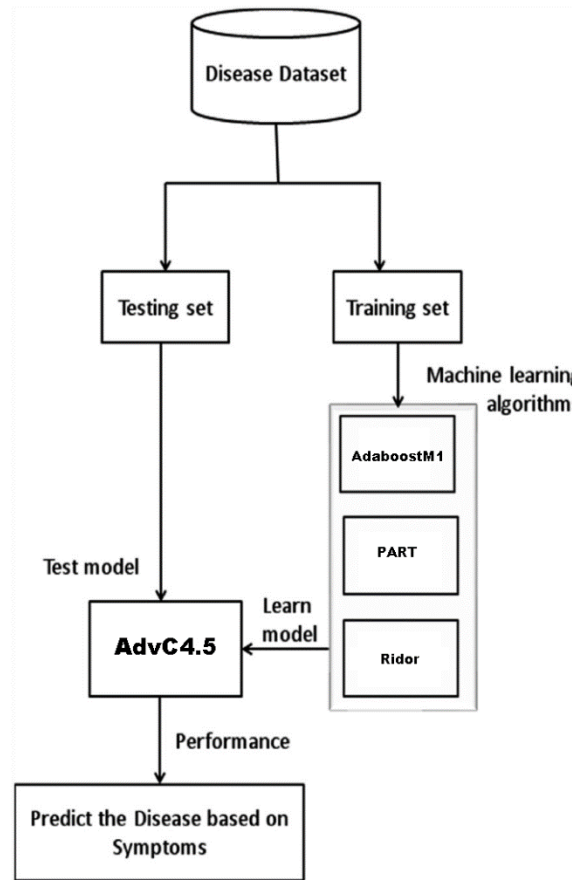 Disease Dataset
Testing set
Training set
Machine learning
algorithm
AdaboostM1
PART
Ridor
Test model
Learn
model
AdvC4.5
Performance
Predict the Disease based on
Symptoms